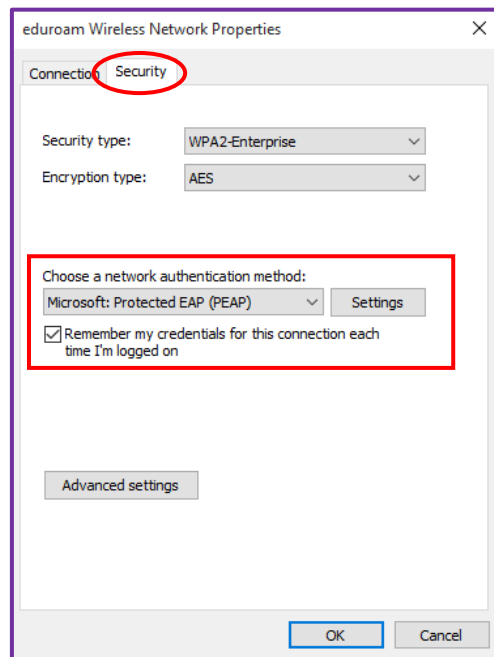 eduroam Wireless Network Properties
Connection Security
Security type: WPA2-Enterprise
Encryption type: AES
Choose a network authentication method:
Microsoft: Protected EAP (PEAP) Settings
Remember my credentials for this connection each
time I'm logged on
Advanced settings
OK Cancel